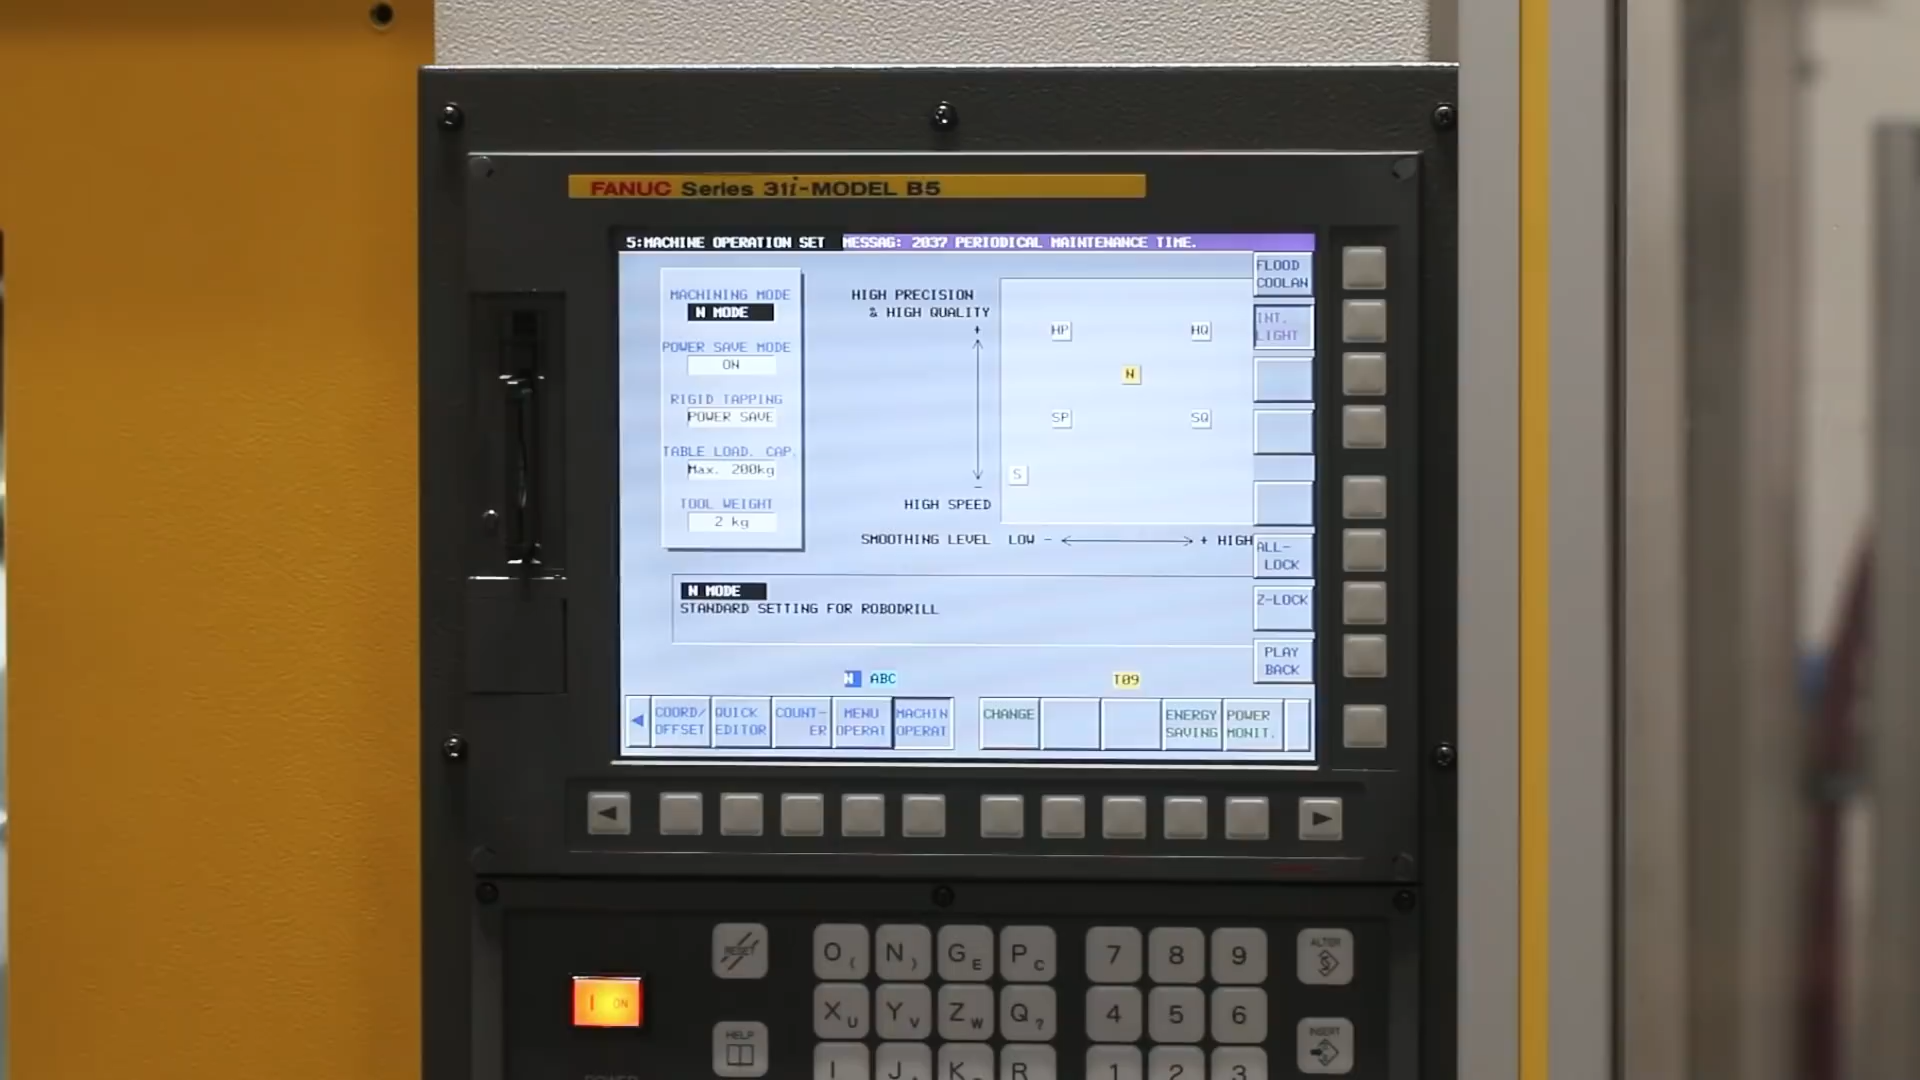 FANUC Series 31i-MODEL B5
5:MACHINE OPERATION SET MESSAG: 2037 PERIODICAL MAINTENANCE TIME.
MACHINING MODE
N MODE
POWER SAVE MODE
ON
RIGID TAPPING
POWER SAVE
TABLE LOAD. CAP.
Max. 200kg
TOOL WEIGHT
2 kg
HIGH PRECISION
& HIGH QUALITY
+
-
HIGH SPEED
HP
HQ
N
SP
SQ
S
SMOOTHING LEVEL LOW - + HIGH
N MODE
STANDARD SETTING FOR ROBODRILL
N ABC
T09
FLOOD
COOLAN
INT.
LIGHT
ALL-
LOCK
Z-LOCK
PLAY
BACK
COORD/
OFFSET
QUICK
EDITOR
COUNT-
ER
MENU
OPERAT
MACHIN
OPERAT
CHANGE
ENERGY
SAVING
POWER
MONIT.
RESET
O (
N )
G E
P C
7
8
9
ALTER
I ON
X U
Y V
Z W
Q ?
4
5
6
HELP
INSERT
I
J
K
R
1
2
3